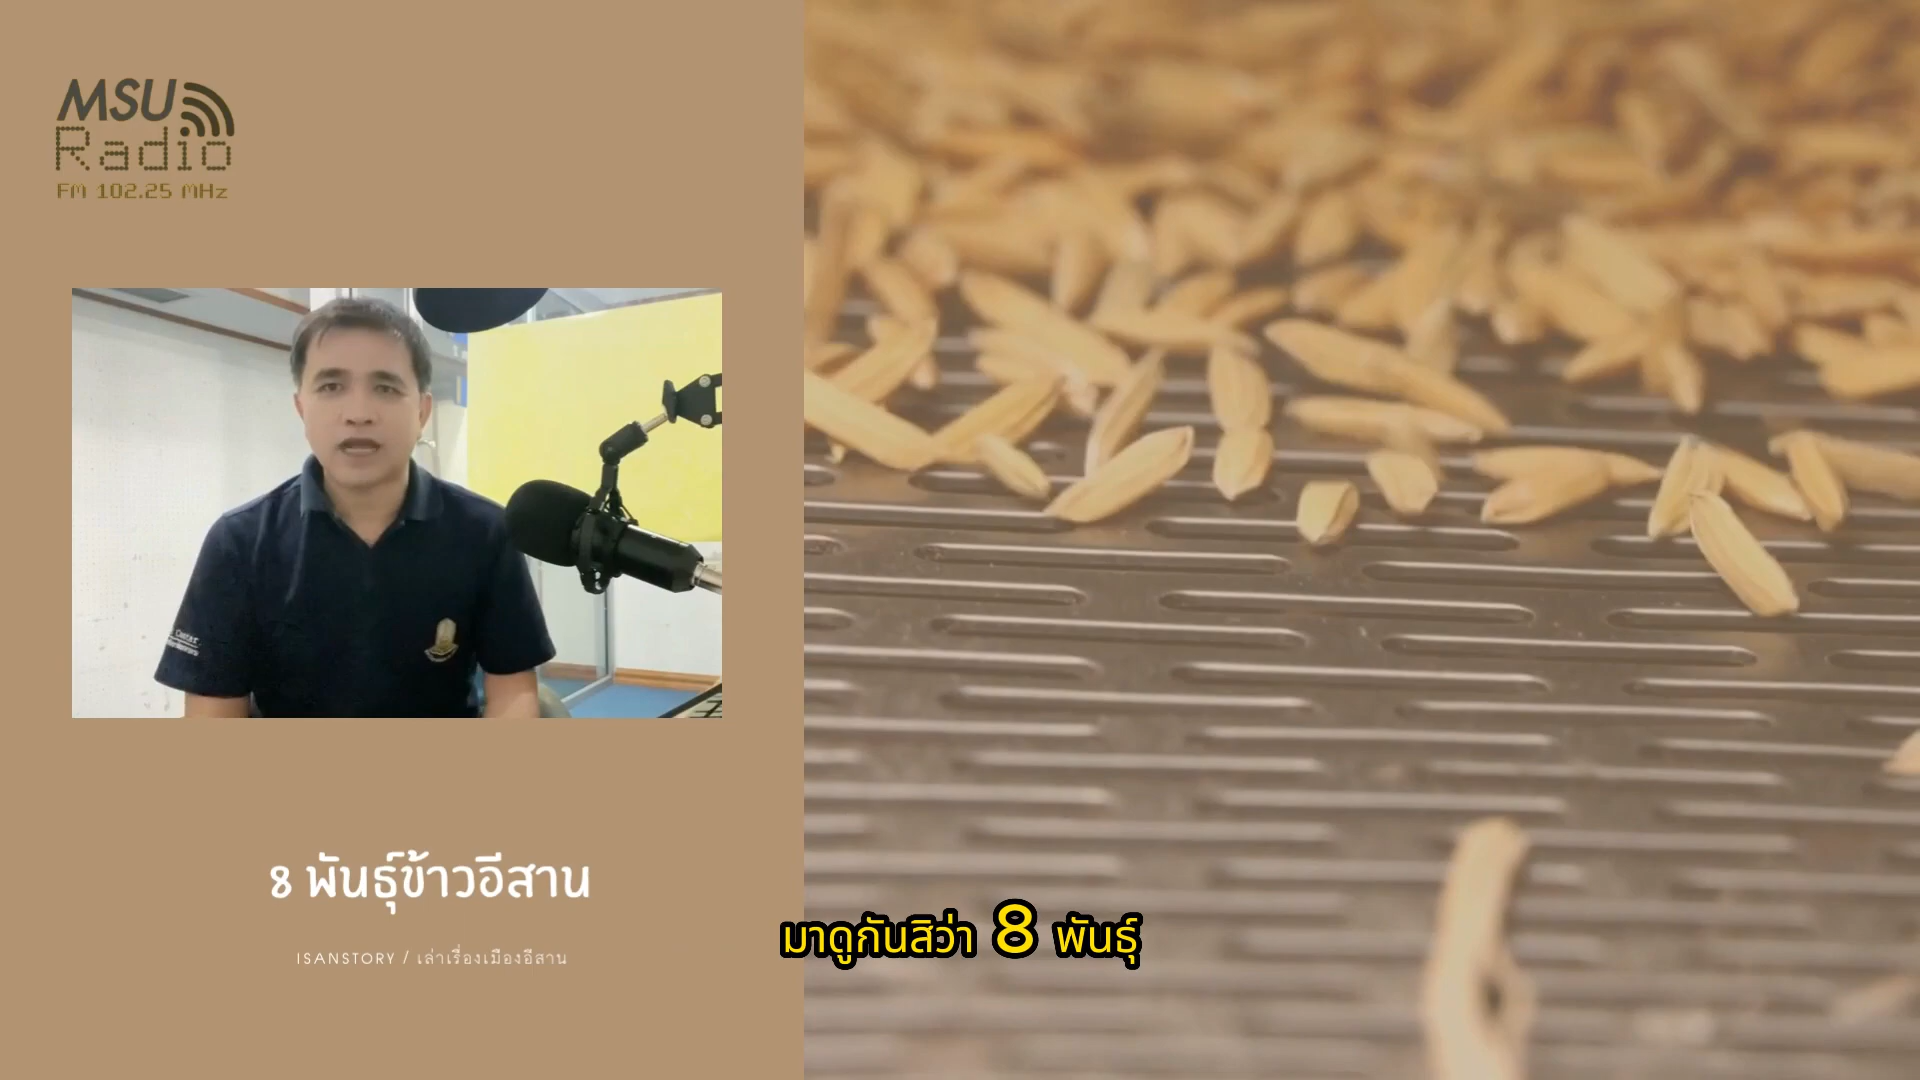 MSU
Radio
FM 102.25 MHz
8 พันธุ์ข้าวอีสาน
มาดูกันสิว่า 8 พันธุ์
ISANSTORY / เล่าเรื่องเมืองอีสาน